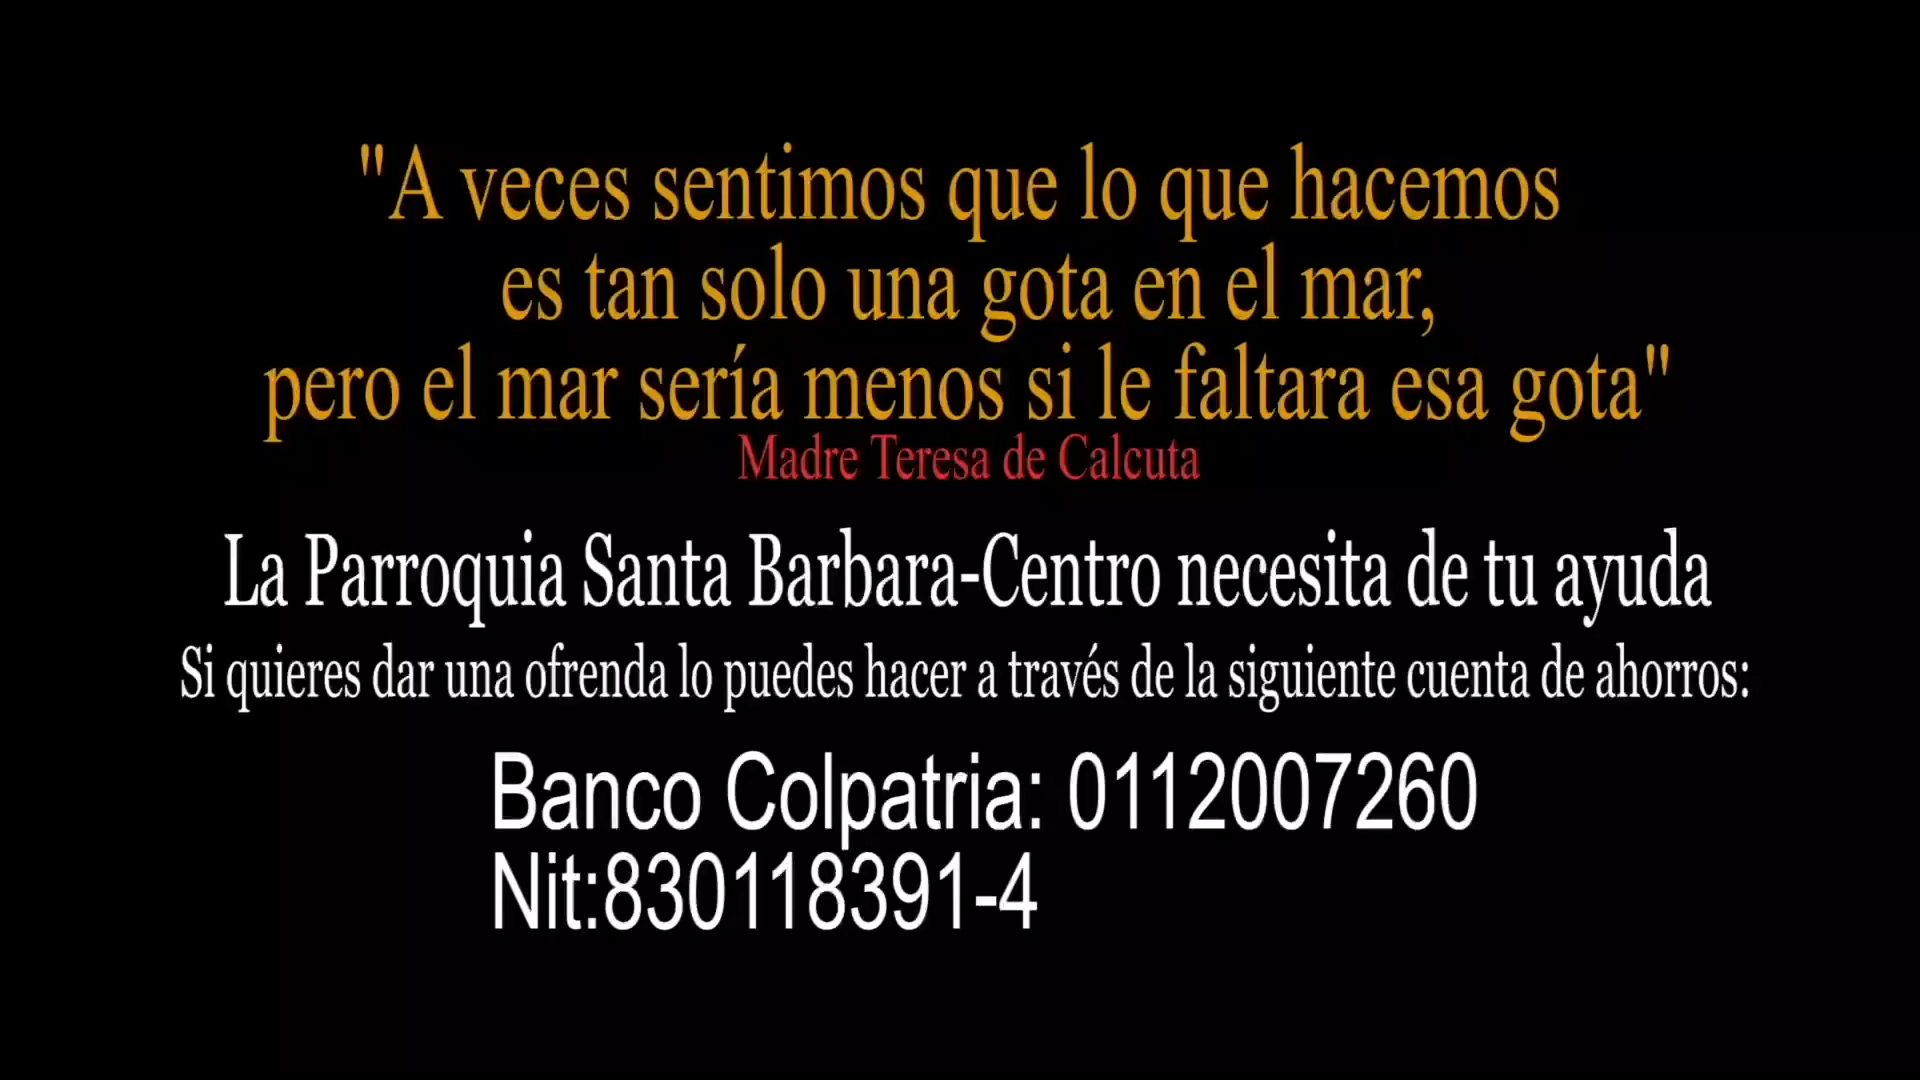 "A veces sentimos que lo que hacemos
es tan solo una gota en el mar,
pero el mar sería menos si le faltara esa gota"
Madre Teresa de Calcuta
La Parroquia Santa Barbara-Centro necesita de tu ayuda
Si quieres dar una ofrenda lo puedes hacer a través de la siguiente cuenta de ahorros:
Banco Colpatria: 0112007260
Nit:830118391-4